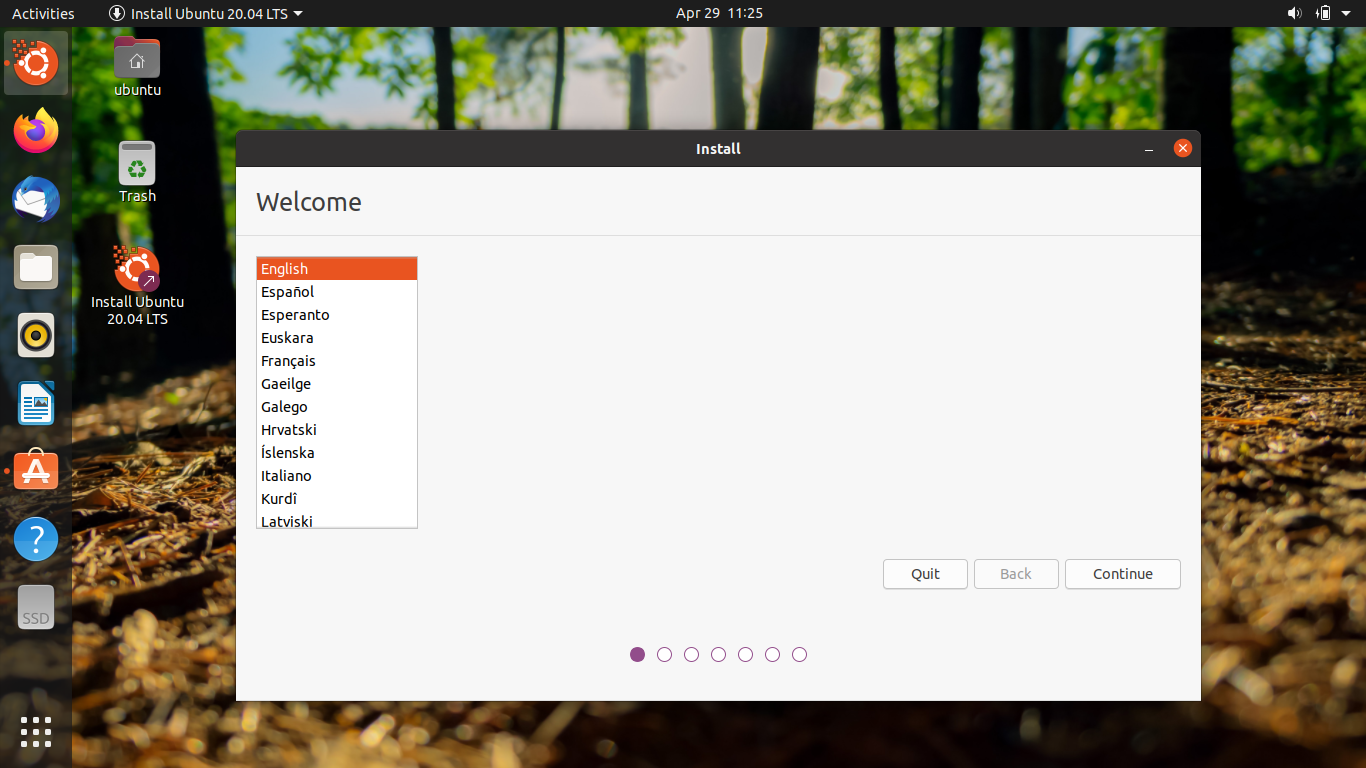 Activities
Install Ubuntu 20.04 LTS
Apr 29 11:25
ubuntu
Trash
Install Ubuntu
20.04 LTS
SSD
Install
Welcome
English
Español
Esperanto
Euskara
Français
Gaeilge
Galego
Hrvatski
Íslenska
Italiano
Kurdî
Latviski
Quit
Back
Continue